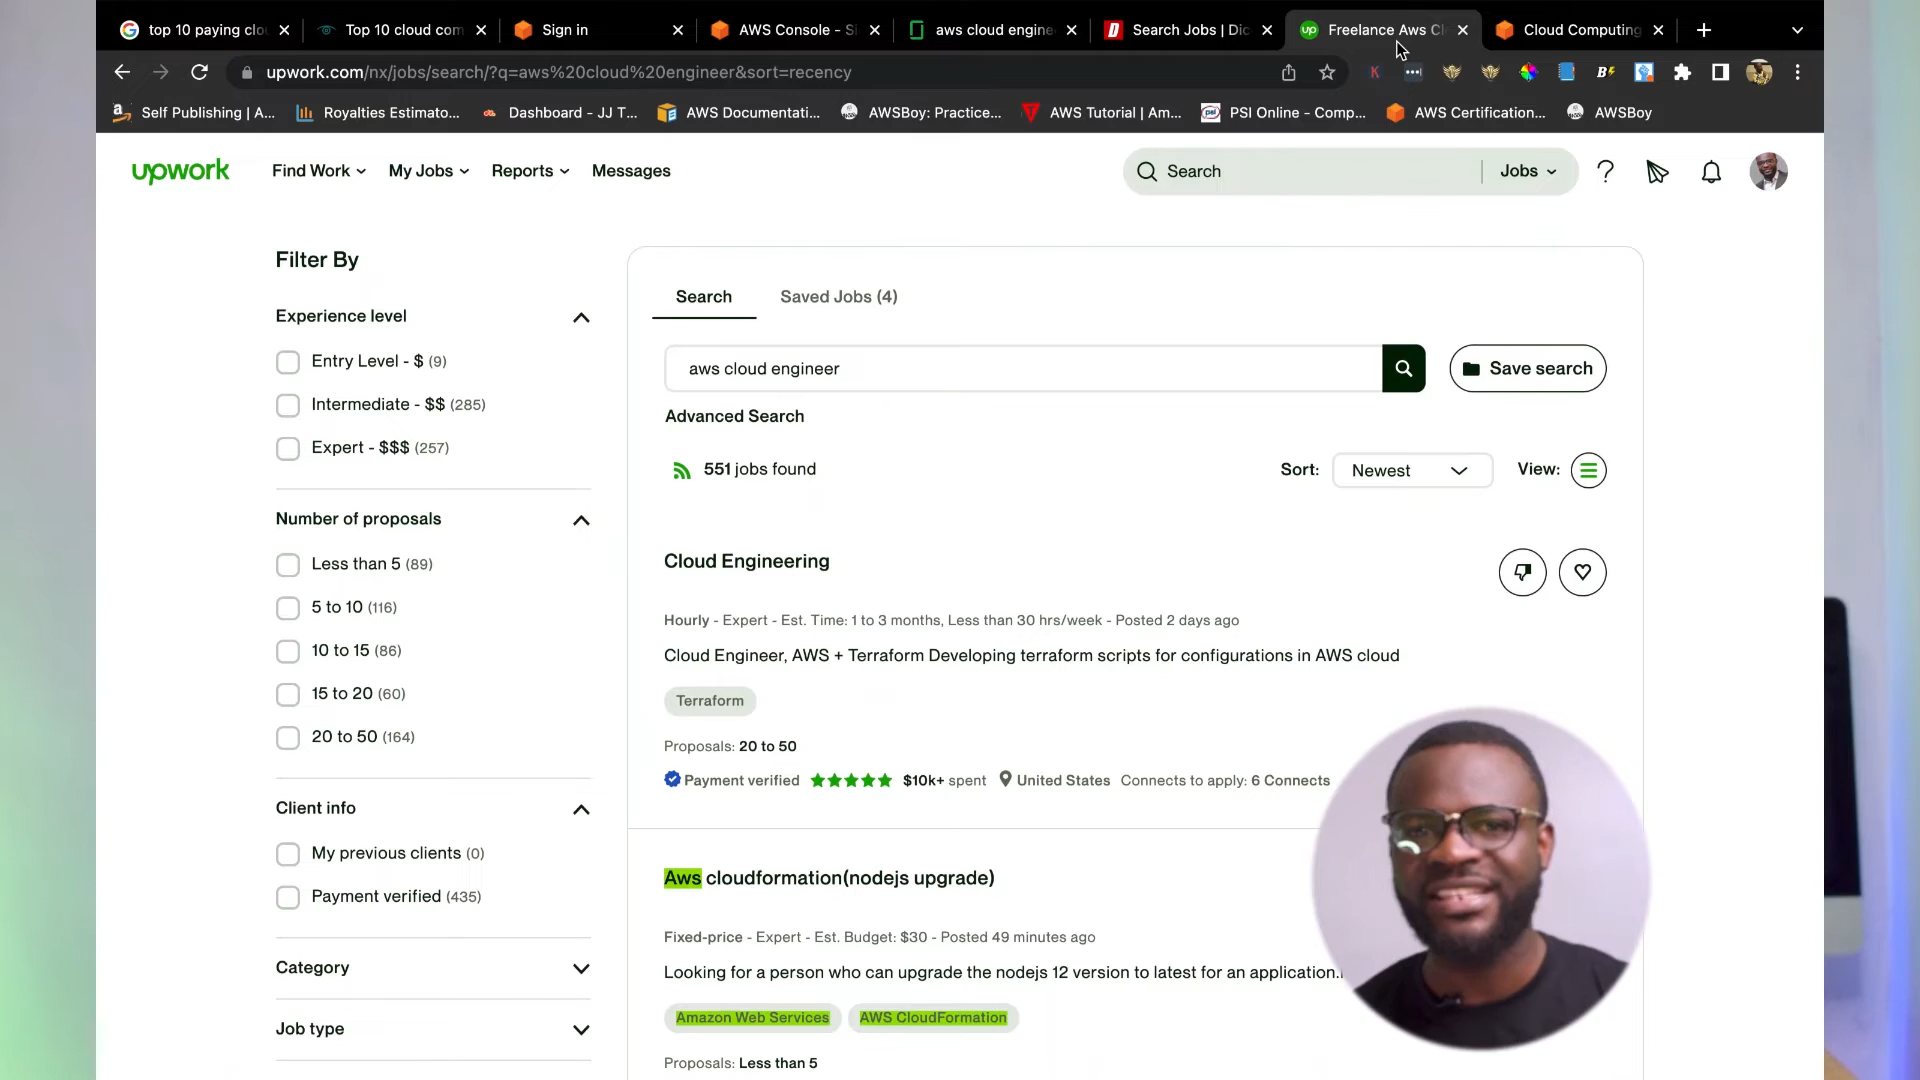 top 10 paying clo
Top 10 cloud com
Sign in
AWS Console - Si
aws cloud engine
Search Jobs | Dic
Freelance Aws Cl
Cloud Computing
upwork.com/nx/jobs/search/?q=aws%20cloud%20engineer&sort=recency
Self Publishing | A...
Royalties Estimato...
Dashboard - JJ T...
AWS Documentati...
AWSBoy: Practice...
AWS Tutorial | Am...
PSI Online - Comp...
AWS Certification...
AWSBoy
upwork
Find Work
My Jobs
Reports
Messages
Search
Jobs
Filter By
Experience level
Entry Level - $ (9)
Intermediate - $$ (285)
Expert - $$$ (257)
Number of proposals
Less than 5 (89)
5 to 10 (116)
10 to 15 (86)
15 to 20 (60)
20 to 50 (164)
Client info
My previous clients (0)
Payment verified (435)
Category
Job type
Search
Saved Jobs (4)
aws cloud engineer
Save search
Advanced Search
551 jobs found
Sort: Newest
View:
Cloud Engineering
Hourly - Expert - Est. Time: 1 to 3 months, Less than 30 hrs/week - Posted 2 days ago
Cloud Engineer, AWS + Terraform Developing terraform scripts for configurations in AWS cloud
Terraform
Proposals: 20 to 50
Payment verified $10k+ spent United States Connects to apply: 6 Connects
Aws cloudformation(nodejs upgrade)
Fixed-price - Expert - Est. Budget: $30 - Posted 49 minutes ago
Looking for a person who can upgrade the nodejs 12 version to latest for an application.
Amazon Web Services
AWS CloudFormation
Proposals: Less than 5